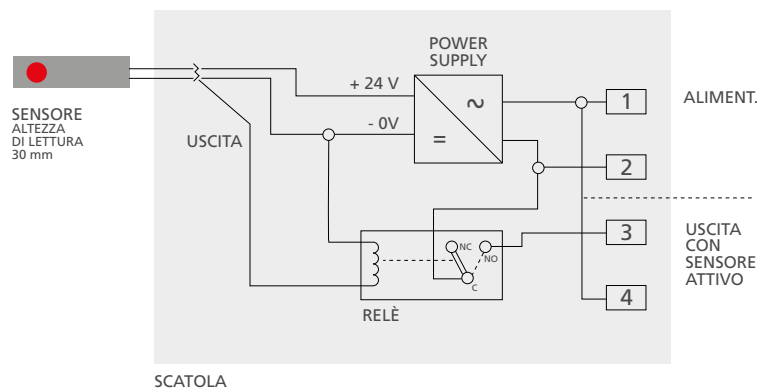 POWER
SUPPLY
+ 24 V
- 0V
~
=
SENSORE
ALTEZZA
DI LETTURA
30 mm
USCITA
1
ALIMENT.
2
3
USCITA
CON
SENSORE
ATTIVO
4
NC
NO
C
RELÈ
SCATOLA